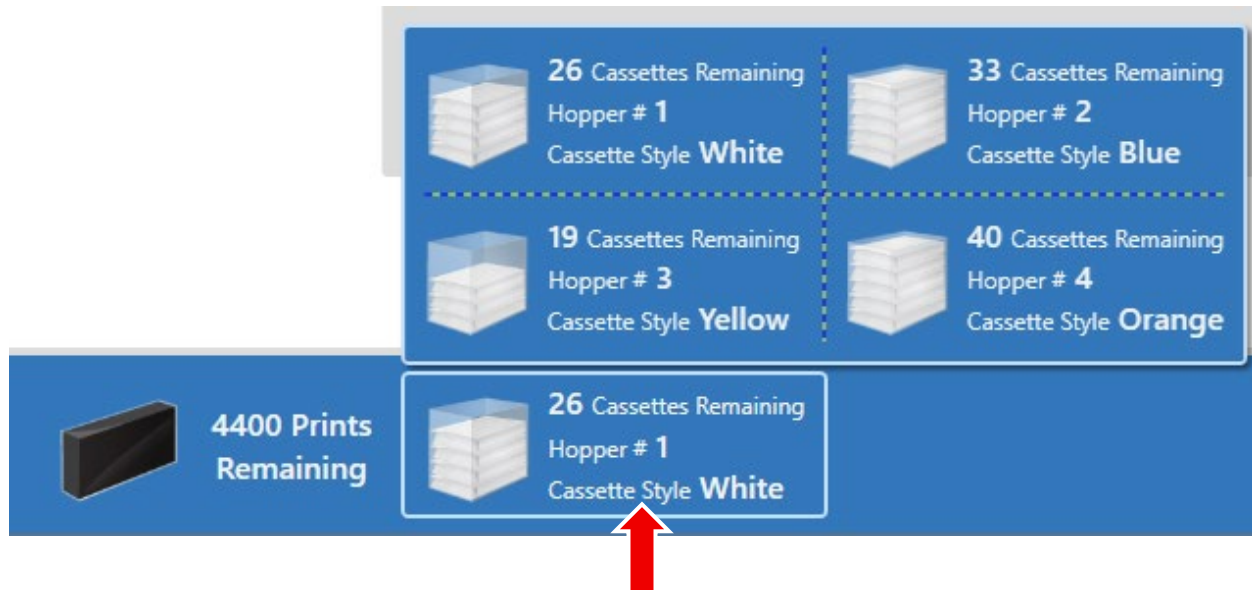 26 Cassettes Remaining
Hopper # 1
Cassette Style White
33 Cassettes Remaining
Hopper # 2
Cassette Style Blue
19 Cassettes Remaining
Hopper # 3
Cassette Style Yellow
40 Cassettes Remaining
Hopper # 4
Cassette Style Orange
4400 Prints
Remaining
26 Cassettes Remaining
Hopper # 1
Cassette Style White